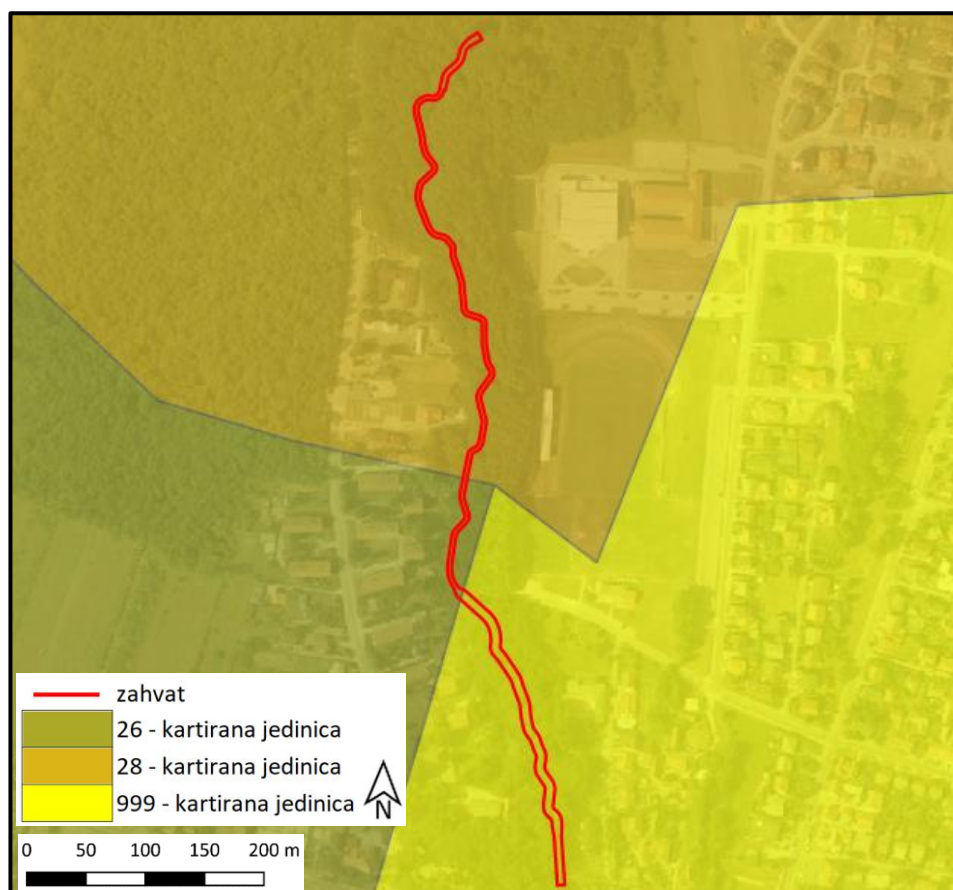 zahvat
26 - kartirana jedinica
28 - kartirana jedinica
999 - kartirana jedinica
N
0 50 100 150 200 m